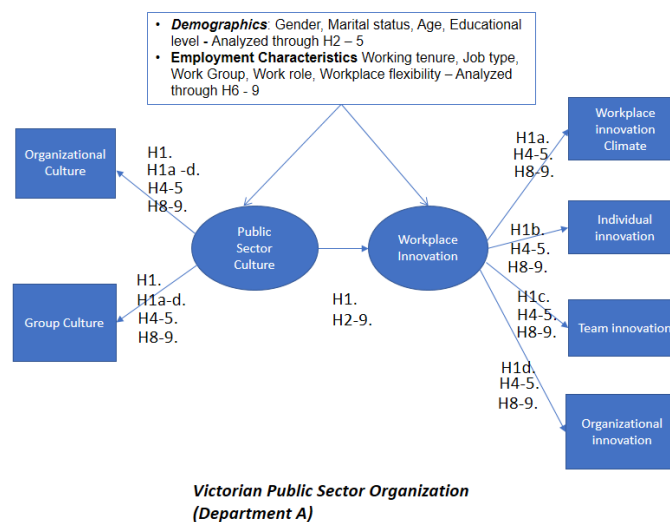 • Demographics: Gender, Marital status, Age, Educational
level - Analyzed through H2 – 5
• Employment Characteristics Working tenure, Job type,
Work Group, Work role, Workplace flexibility – Analyzed
through H6 - 9
Organizational
Culture
H1.
H1a -d.
H4-5
H8-9.
Group Culture
H1.
H1a-d.
H4-5.
H8-9.
Public
Sector
Culture
H1.
H2-9.
Workplace
Innovation
H1a.
H4-5.
H8-9.
Workplace
innovation
Climate
H1b.
H4-5.
H8-9.
Individual
innovation
H1c.
H4-5.
H8-9.
Team innovation
H1d.
H4-5.
H8-9.
Organizational
innovation
Victorian Public Sector Organization
(Department A)